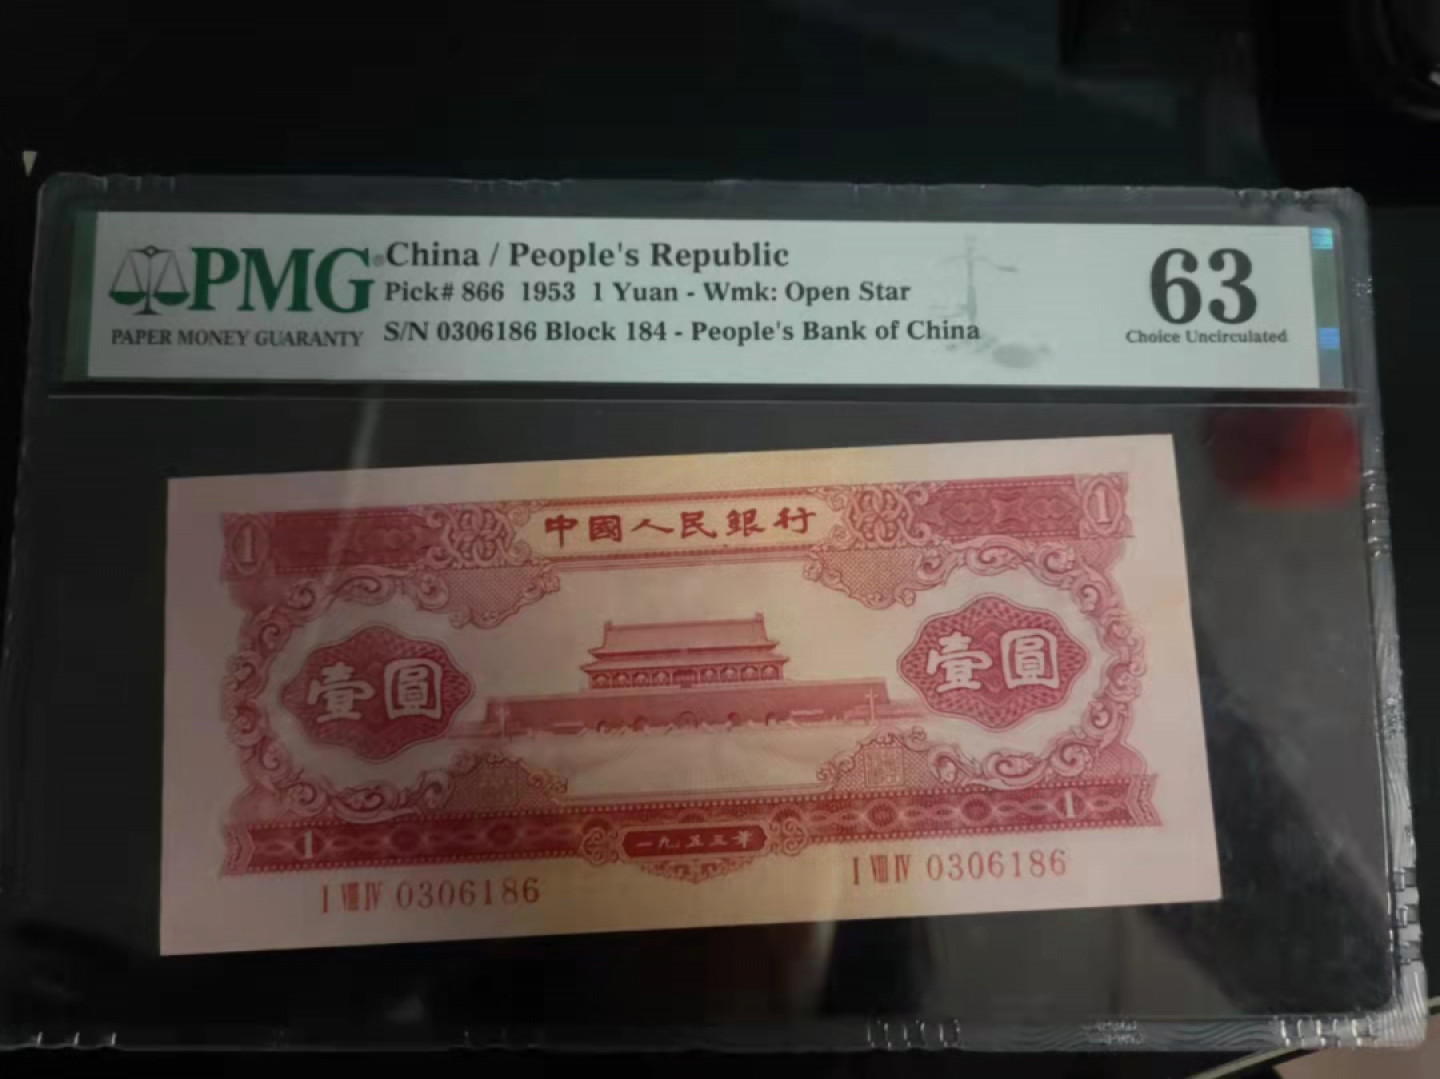 PMG®
PAPER MONEY GUARANTY
China / People's Republic
Pick# 866 1953 1 Yuan - Wmk: Open Star
S/N 0306186 Block 184 - People's Bank of China
63
Choice Uncirculated
1
中國人民銀行
1
壹圓
壹圓
1
一九五三年
1
I VIII IV 0306186
I VIII IV 0306186